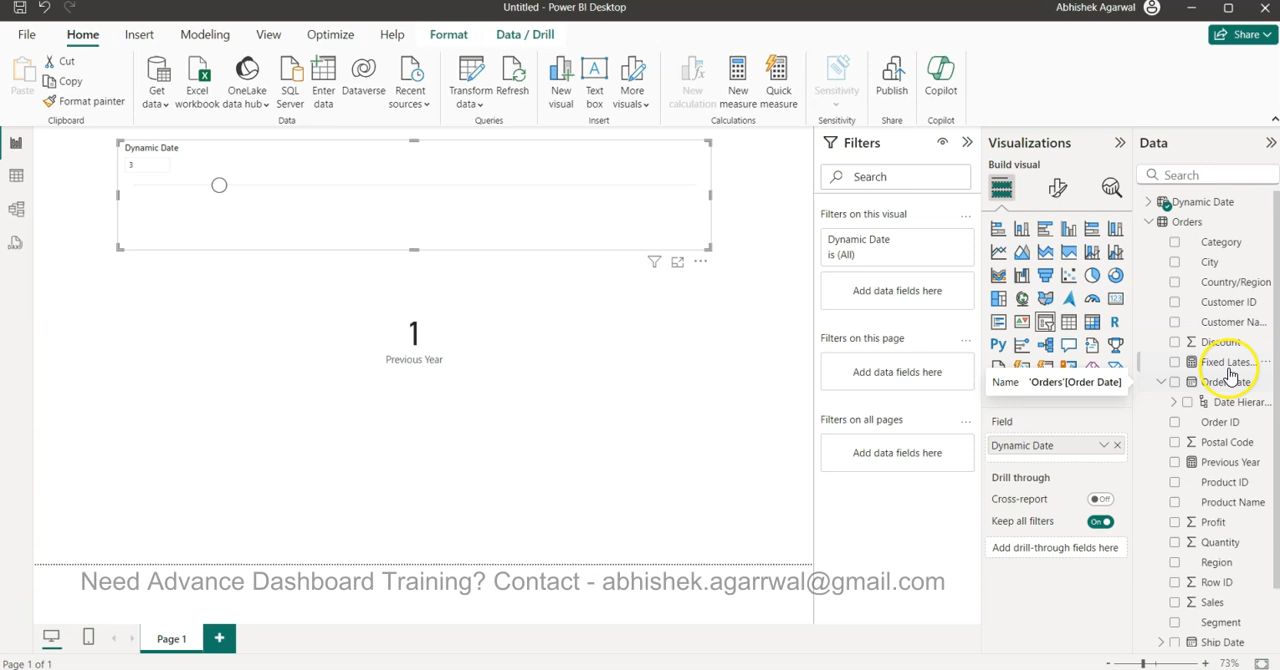 Untitled - Power BI Desktop
Abhishek Agarwal
File
Home
Insert
Modeling
View
Optimize
Help
Format
Data / Drill
Share
Paste
Cut
Copy
Format painter
Clipboard
Get data
Excel workbook
OneLake data hub
SQL Server
Enter data
Dataverse
Recent sources
Data
Transform data
Refresh
Queries
New visual
Text box
More visuals
Insert
New calculation
New measure
Quick measure
Calculations
Sensitivity
Sensitivity
Publish
Share
Copilot
Copilot
Dynamic Date
3
1
Previous Year
Need Advance Dashboard Training? Contact - abhishek.agarrwal@gmail.com
Filters
Search
Filters on this visual
Dynamic Date
is (All)
Add data fields here
Filters on this page
Add data fields here
Filters on all pages
Add data fields here
Visualizations
Build visual
R
Py
123
Name 'Orders'[Order Date]
Field
Dynamic Date
Drill through
Cross-report
Off
Keep all filters
On
Add drill-through fields here
Data
Search
Dynamic Date
Orders
Category
City
Country/Region
Customer ID
Customer Na...
Discount
Fixed Lates...
Order Date
Date Hierar...
Order ID
Postal Code
Previous Year
Product ID
Product Name
Profit
Quantity
Region
Row ID
Sales
Segment
Ship Date
Page 1
Page 1 of 1
73%